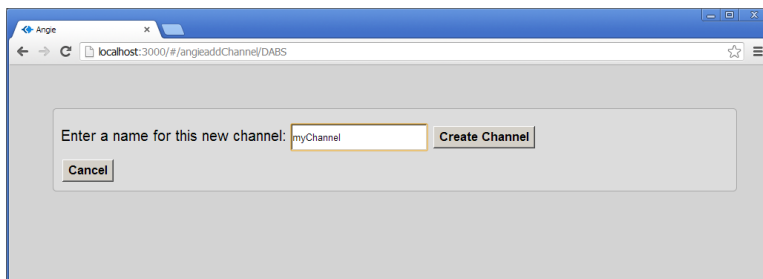 Angie
localhost:3000/#/angieaddChannel/DABS
Enter a name for this new channel: myChannel Create Channel
Cancel